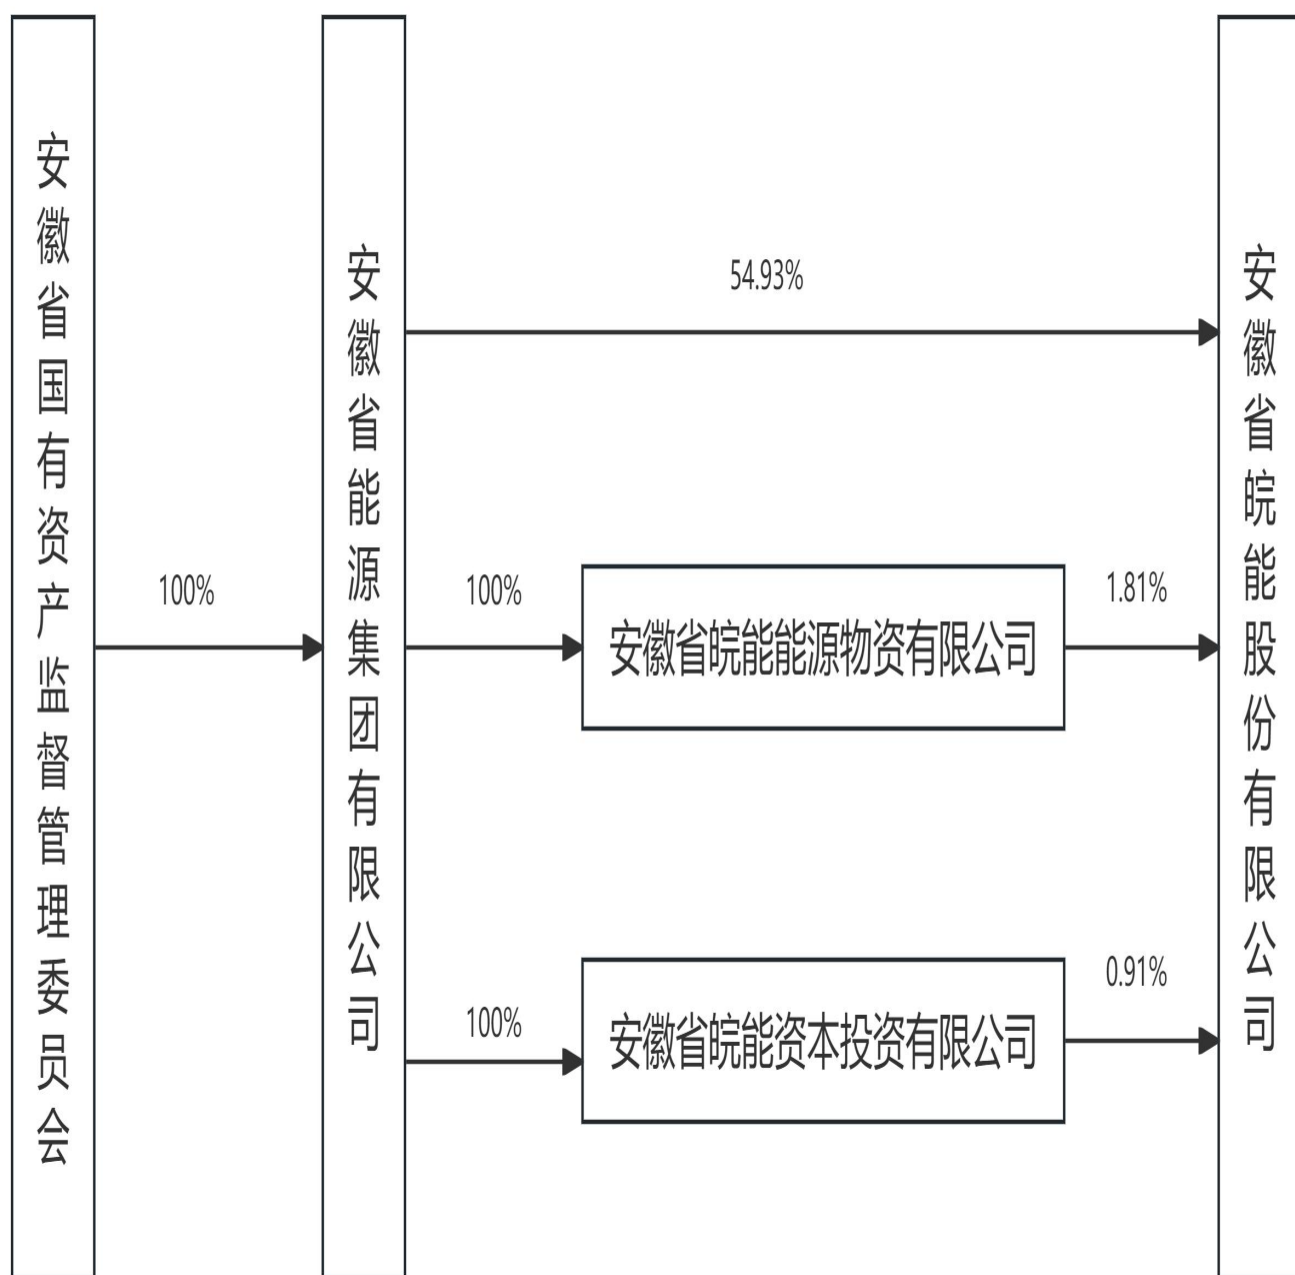 安徽省国有资产监督管理委员会
100%
安徽省能源集团有限公司
54.93%
100%
安徽省皖能能源物资有限公司
1.81%
100%
安徽省皖能资本投资有限公司
0.91%
安徽省皖能股份有限公司